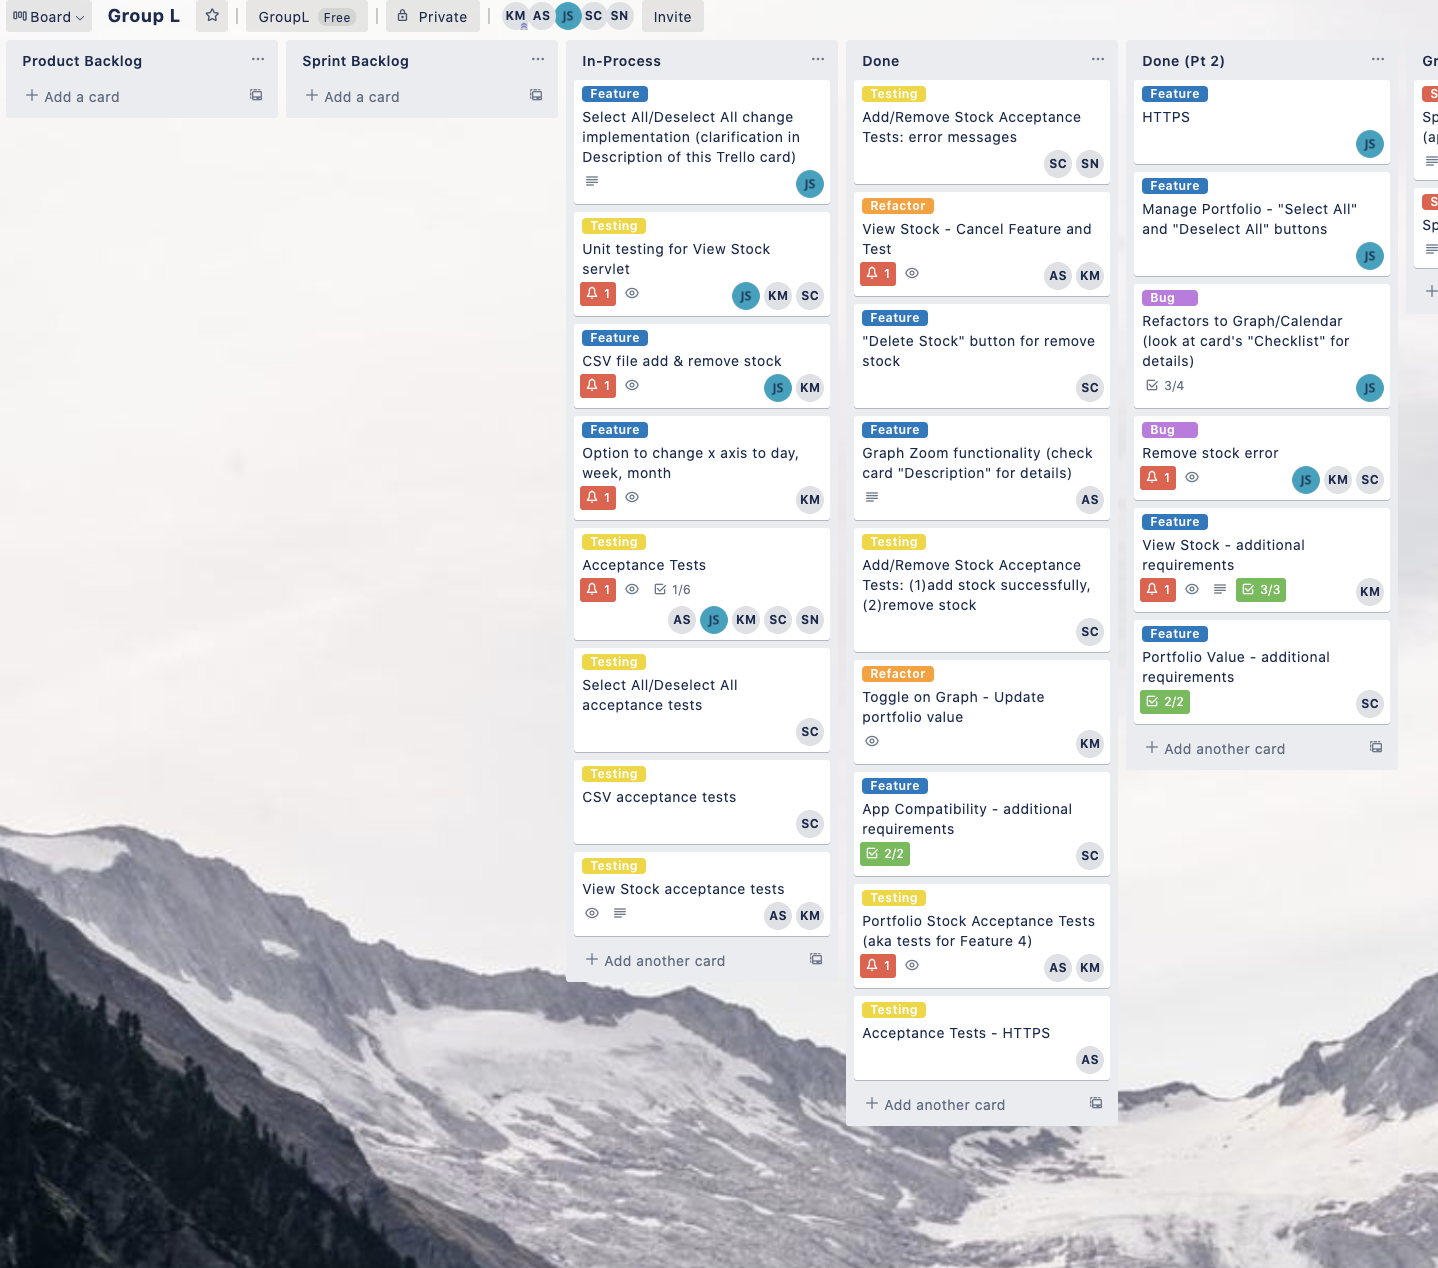 Board
Group L
GroupL Free
Private
KM AS JS SC SN
Invite
Product Backlog
Add a card
Sprint Backlog
Add a card
In-Process
Feature
Select All/Deselect All change
implementation (clarification in
Description of this Trello card)
JS
Testing
Unit testing for View Stock
servlet
1
JS KM SC
Feature
CSV file add & remove stock
1
JS KM
Feature
Option to change x axis to day,
week, month
1
KM
Testing
Acceptance Tests
1 1/6
AS JS KM SC SN
Testing
Select All/Deselect All
acceptance tests
SC
Testing
CSV acceptance tests
SC
Testing
View Stock acceptance tests
AS KM
Add another card
Done
Testing
Add/Remove Stock Acceptance
Tests: error messages
SC SN
Refactor
View Stock - Cancel Feature and
Test
1
AS KM
Feature
"Delete Stock" button for remove
stock
SC
Feature
Graph Zoom functionality (check
card "Description" for details)
AS
Testing
Add/Remove Stock Acceptance
Tests: (1)add stock successfully,
(2)remove stock
SC
Refactor
Toggle on Graph - Update
portfolio value
KM
Feature
App Compatibility - additional
requirements
2/2
SC
Testing
Portfolio Stock Acceptance Tests
(aka tests for Feature 4)
1
AS KM
Testing
Acceptance Tests - HTTPS
AS
Add another card
Done (Pt 2)
Feature
HTTPS
JS
Feature
Manage Portfolio - "Select All"
and "Deselect All" buttons
JS
Bug
Refactors to Graph/Calendar
(look at card's "Checklist" for
details)
3/4
JS
Bug
Remove stock error
1
JS KM SC
Feature
View Stock - additional
requirements
1 3/3
KM
Feature
Portfolio Value - additional
requirements
2/2
SC
Add another card